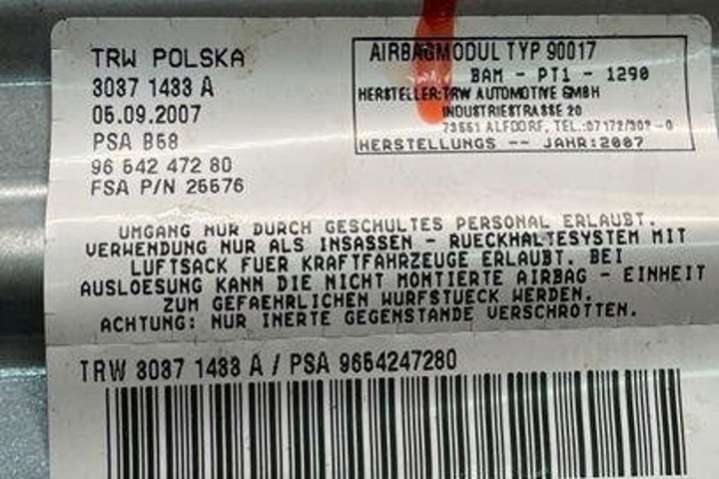 TRW POLSKA
3037 1433 A
05.09.2007
PSA B58
96 542 472 80
FSA P/N 25576
AIRBAGMODUL TYP 90017
BAM - PT1 - 1290
HERSTELLER:TRW AUTOMOTIVE GMBH
INDUSTRIESTRASSE 20
73551 ALFDORF, TEL.:07172/302 -0
HERSTELLUNGS -- JAHR:2007
UMGANG NUR DURCH GESCHULTES PERSONAL ERLAUBT.
VERWENDUNG NUR ALS INSASSEN - RUECKHALTESYSTEM MIT
LUFTSACK FUER KRAFTFAHRZEUGE ERLAUBT. BEI
AUSLOESUNG KANN DIE NICHT MONTIERTE AIRBAG - EINHEIT
ZUM GEFAEHRLICHEN WURFSTUECK WERDEN.
ACHTUNG: NUR INERTE GEGENSTANDE VERSCHROTTEN.
TRW 3037 1433 A / PSA 9654247280